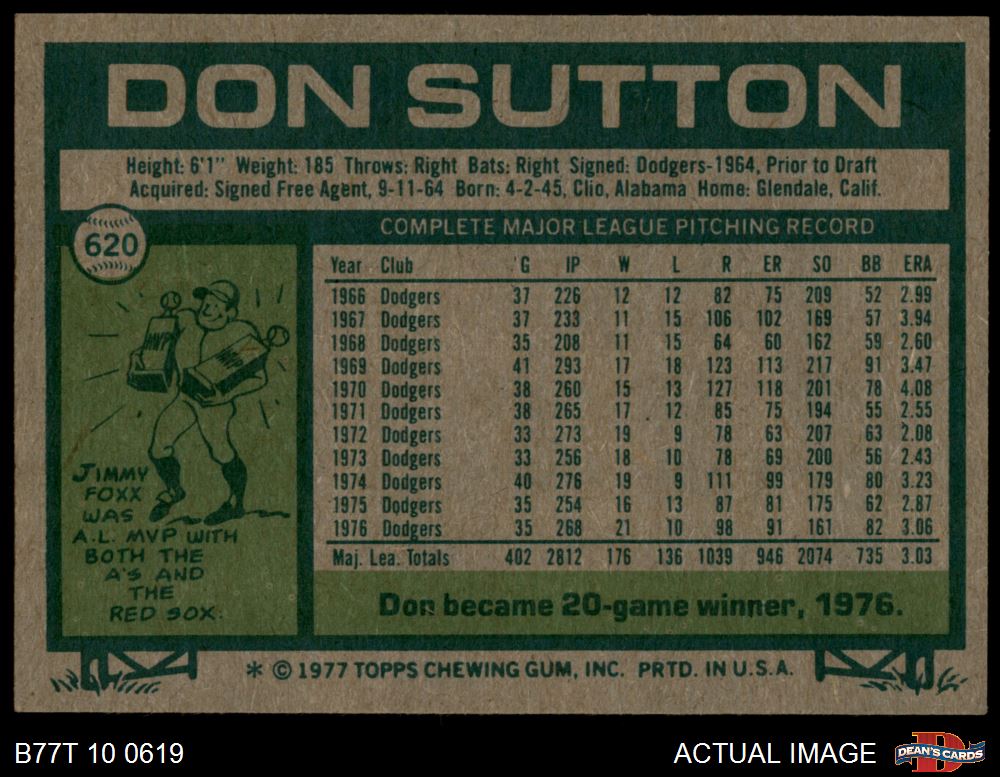 DON SUTTON
Height: 6'1" Weight: 185 Throws: Right Bats: Right Signed: Dodgers-1964, Prior to Draft
Acquired: Signed Free Agent, 9-11-64 Born: 4-2-45, Clio, Alabama Home: Glendale, Calif.
620
COMPLETE MAJOR LEAGUE PITCHING RECORD
Year Club G IP W L R ER SO BB ERA
1966 Dodgers 37 226 12 12 82 75 209 52 2.99
1967 Dodgers 37 233 11 15 106 102 169 57 3.94
1968 Dodgers 35 208 11 15 64 60 162 59 2.60
1969 Dodgers 41 293 17 18 123 113 217 91 3.47
1970 Dodgers 38 260 15 13 127 118 201 78 4.08
1971 Dodgers 38 265 17 12 85 75 194 55 2.55
1972 Dodgers 33 273 19 9 78 63 207 63 2.08
1973 Dodgers 33 256 18 10 78 69 200 56 2.43
1974 Dodgers 40 276 19 9 111 99 179 80 3.23
1975 Dodgers 35 254 16 13 87 81 175 62 2.87
1976 Dodgers 35 268 21 10 98 91 161 82 3.06
Maj. Lea. Totals 402 2812 176 136 1039 946 2074 735 3.03
Don became 20-game winner, 1976.
MVP
MVP
JIMMY
FOXX
WAS
A.L. MVP WITH
BOTH THE
A'S AND
THE
RED SOX.
* © 1977 TOPPS CHEWING GUM, INC. PRTD. IN U.S.A.
B77T 10 0619
ACTUAL IMAGE
D
DEAN'S CARDS